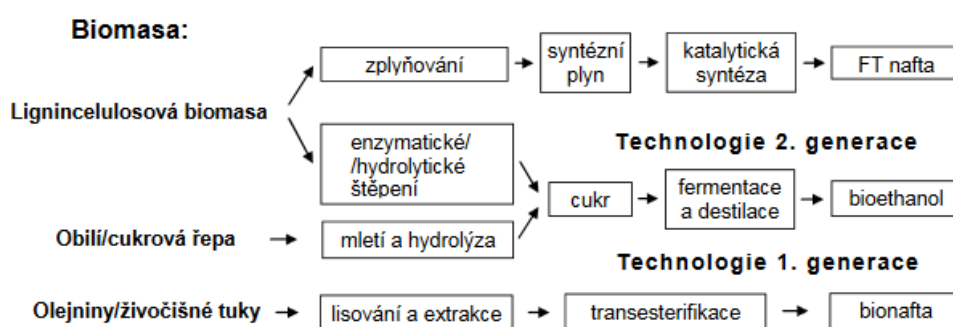 Biomasa:
zplyňování
syntézní
plyn
katalytická
syntéza
FT nafta
Lignincelulosová biomasa
enzymatické/
/hydrolytické
štěpení
Technologie 2. generace
cukr
fermentace
a destilace
bioethanol
Obilí/cukrová řepa
mletí a hydrolýza
Technologie 1. generace
Olejniny/živočišné tuky
lisování a extrakce
transesterifikace
bionafta